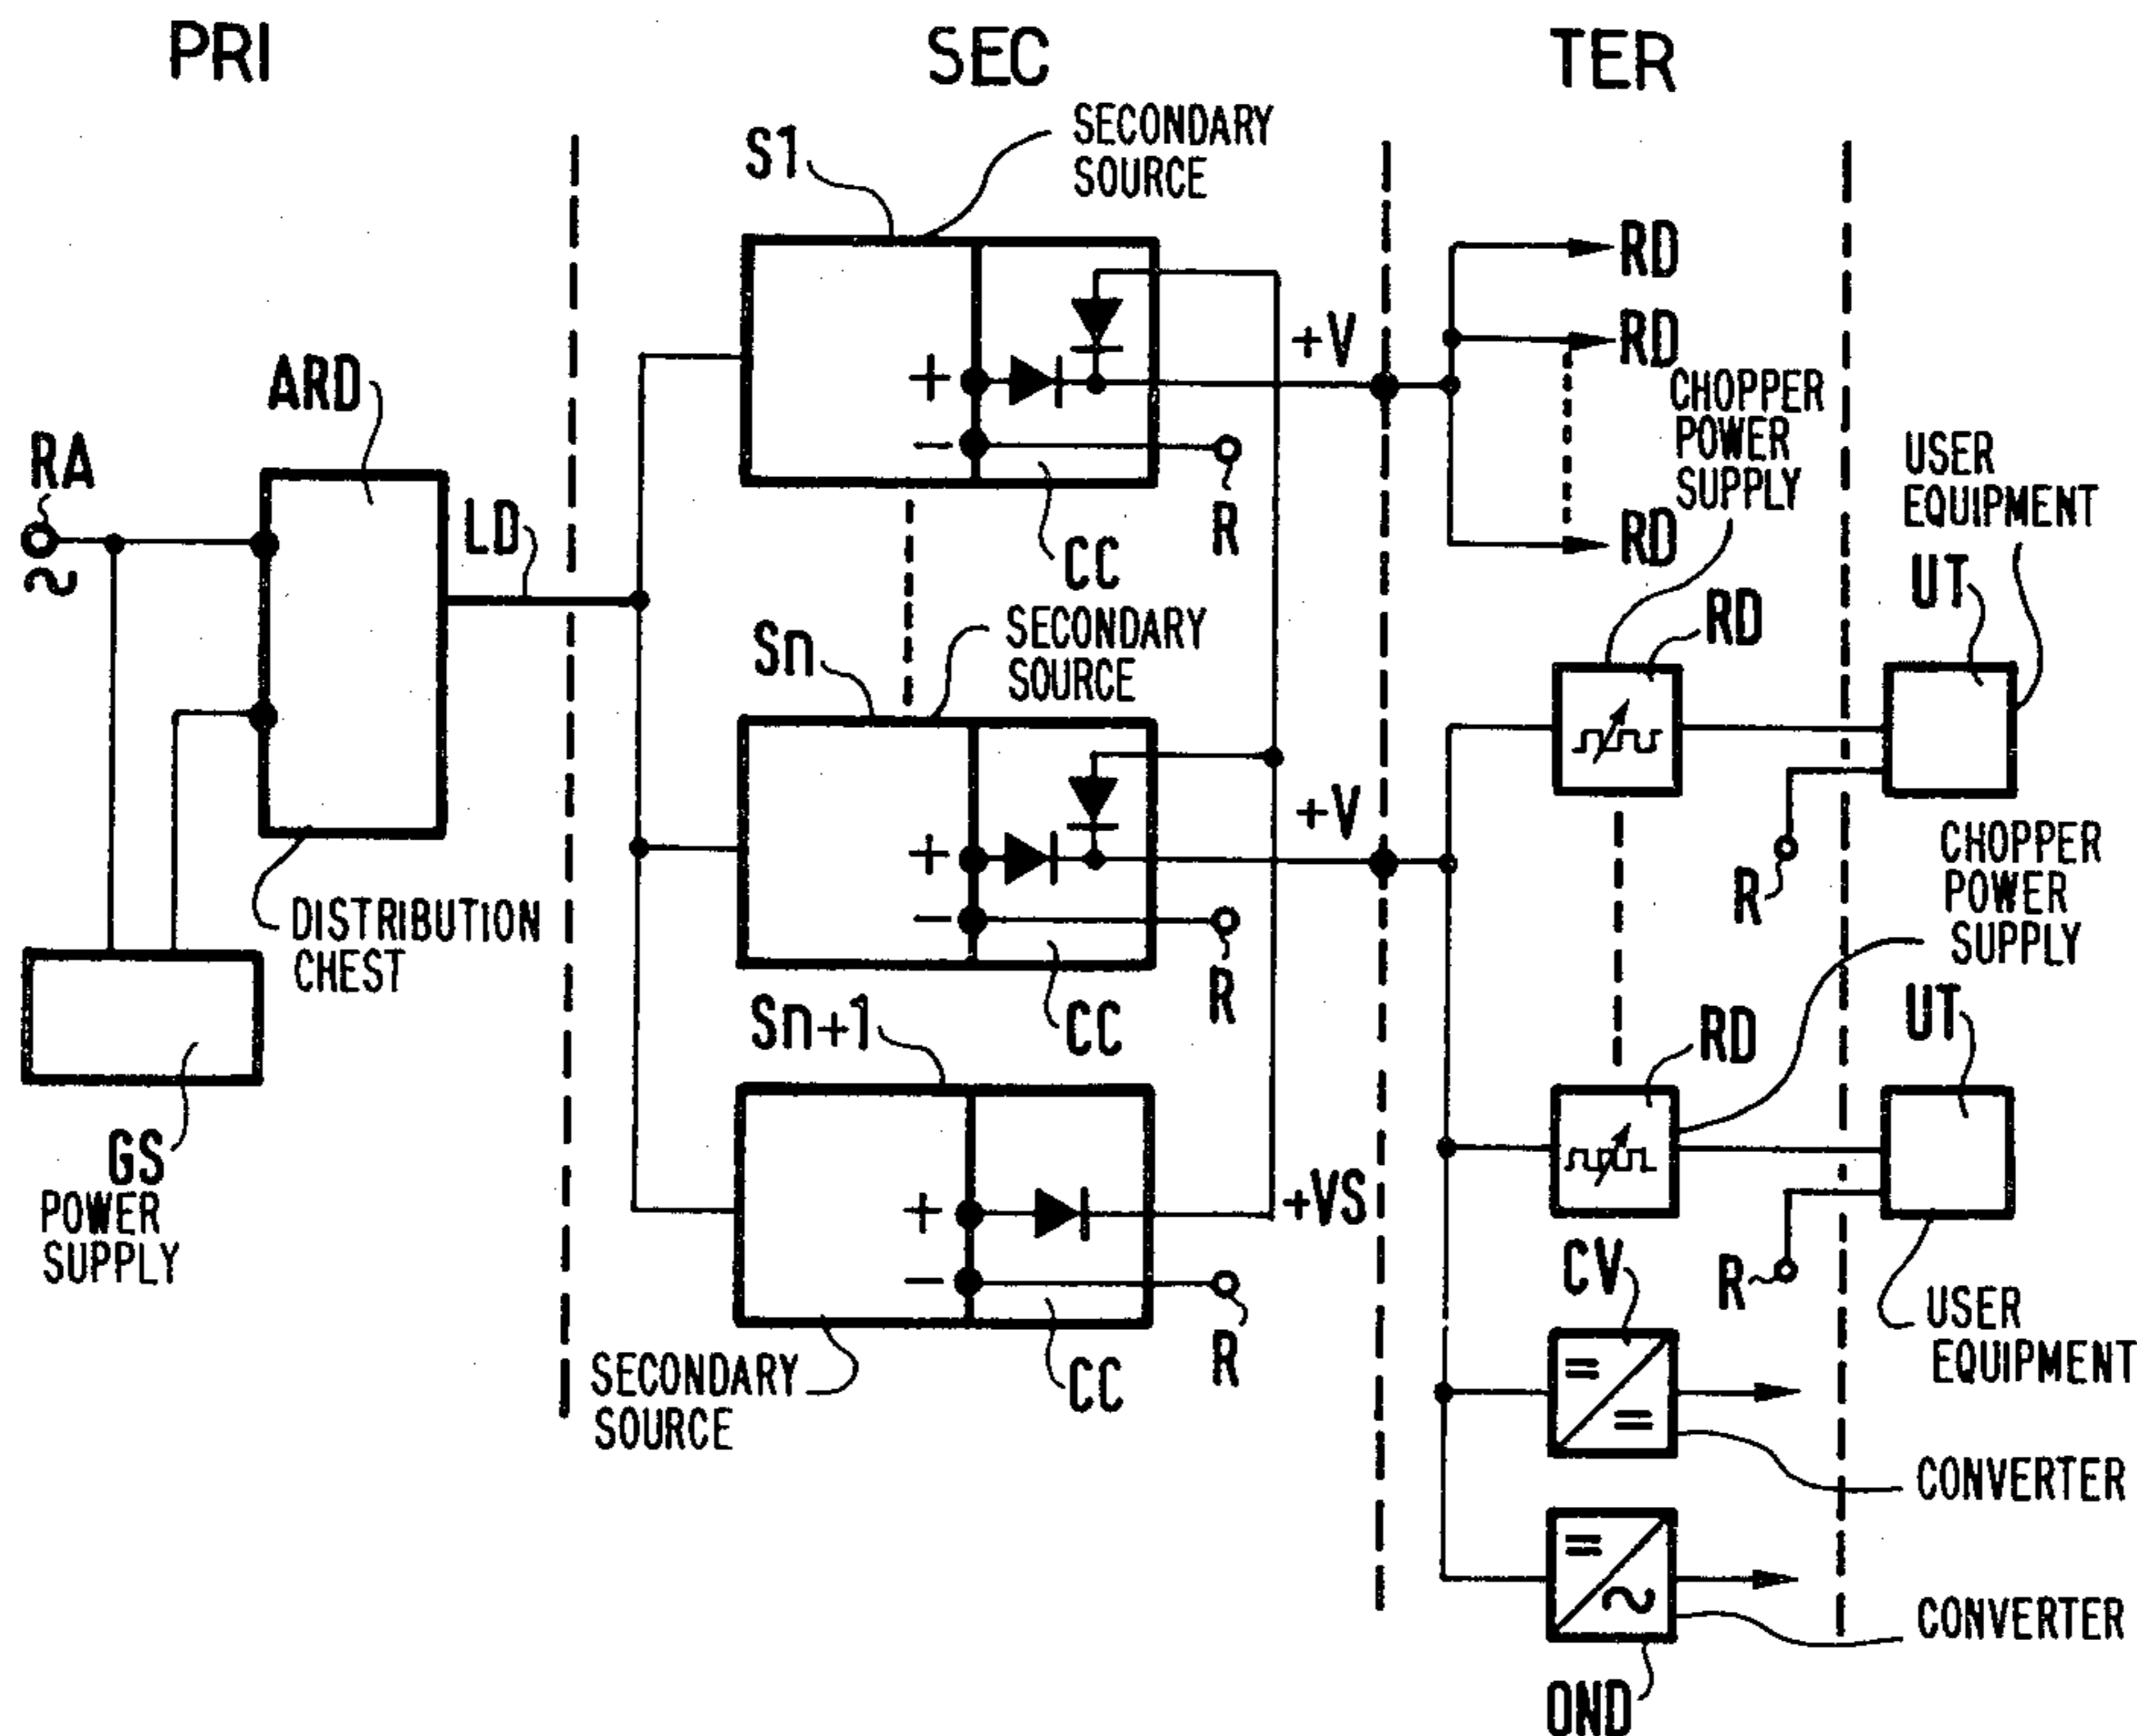 PRI
SEC
TER
S1
SECONDARY
SOURCE
+V
RD
RD
RD
CHOPPER
POWER
SUPPLY
ARD
RA
~
LD
+
−
R
CC
USER
EQUIPMENT
UT
RD
Sn
SECONDARY
SOURCE
+V
+
−
R
CC
R
DISTRIBUTION
CHEST
CHOPPER
POWER
SUPPLY
Sn+1
RD
UT
GS
POWER
SUPPLY
+
−
+VS
R
CC
SECONDARY
SOURCE
R
CV
=
=
USER
EQUIPMENT
CONVERTER
=
~
CONVERTER
OND